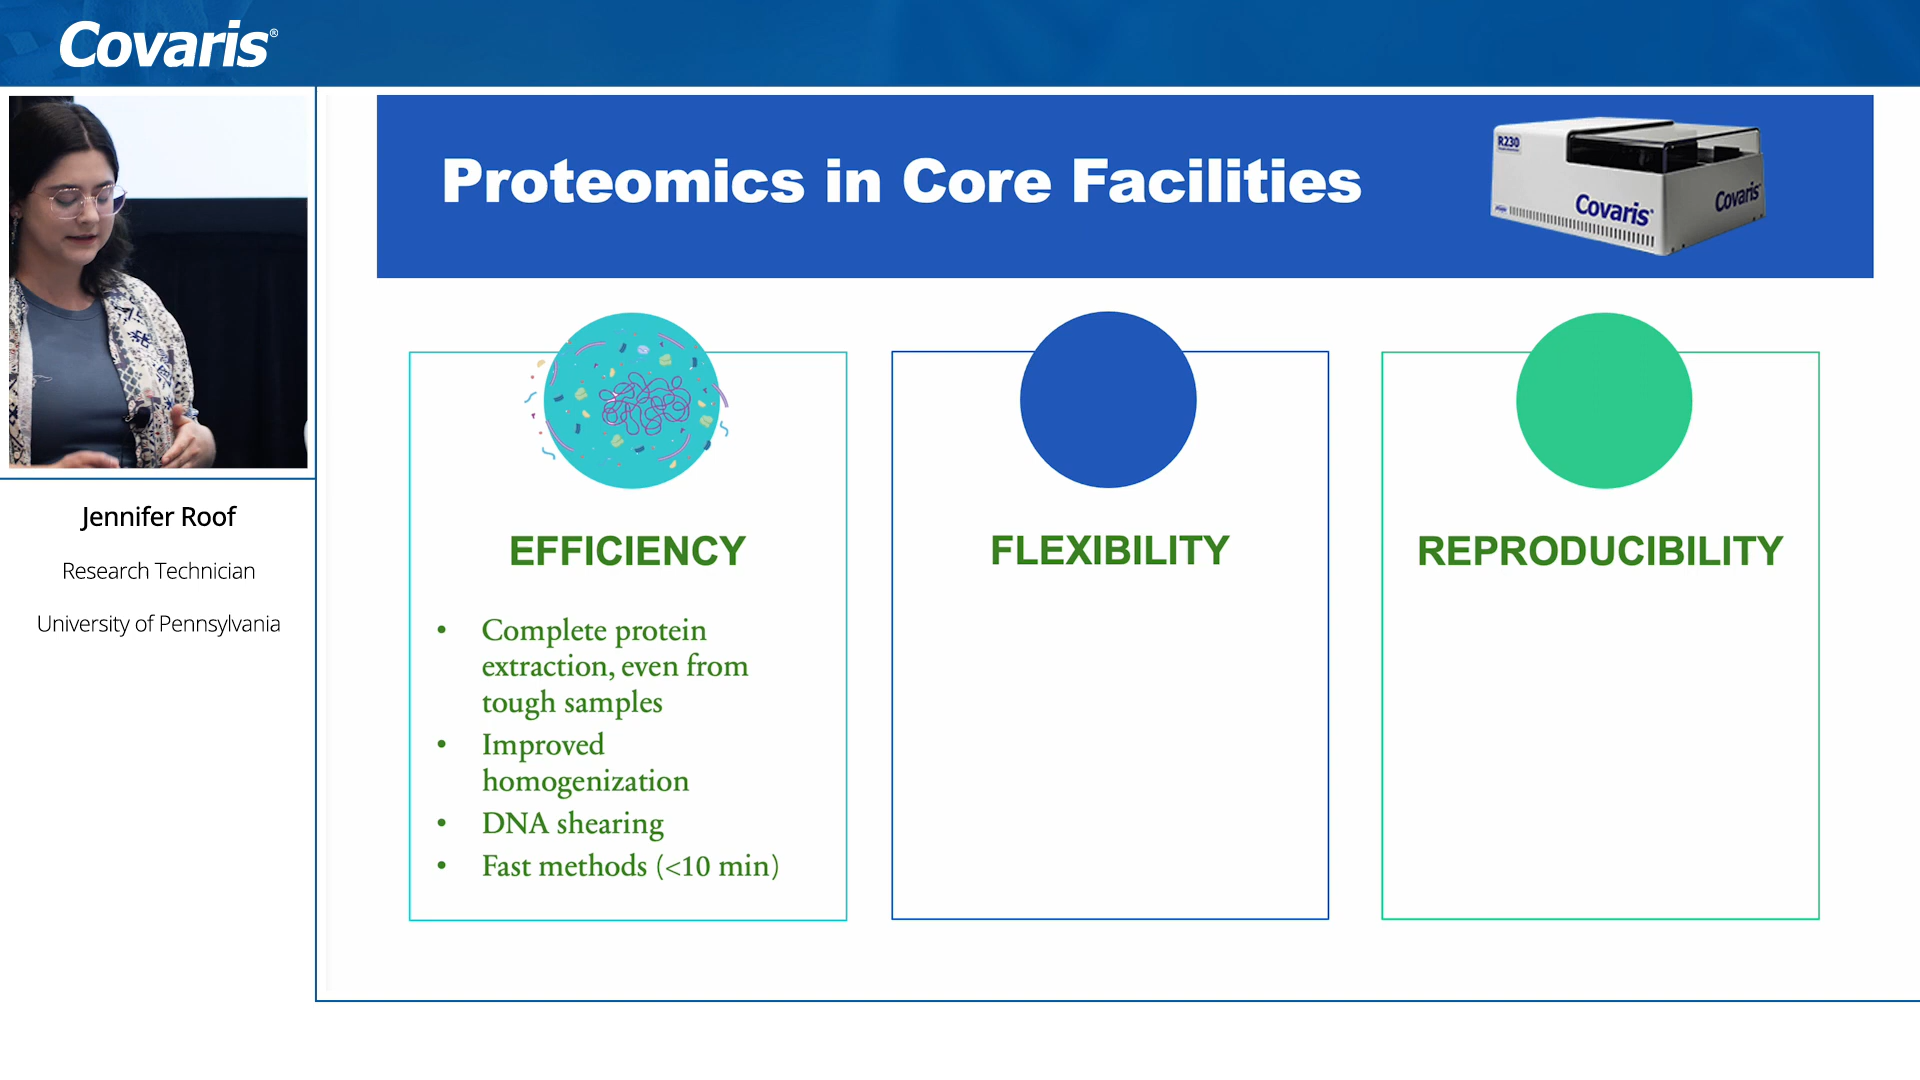 Covaris®
Proteomics in Core Facilities
R230
Covaris®
Covaris®
Jennifer Roof
Research Technician
University of Pennsylvania
EFFICIENCY
• Complete protein
extraction, even from
tough samples
• Improved
homogenization
• DNA shearing
• Fast methods (<10 min)
FLEXIBILITY
REPRODUCIBILITY